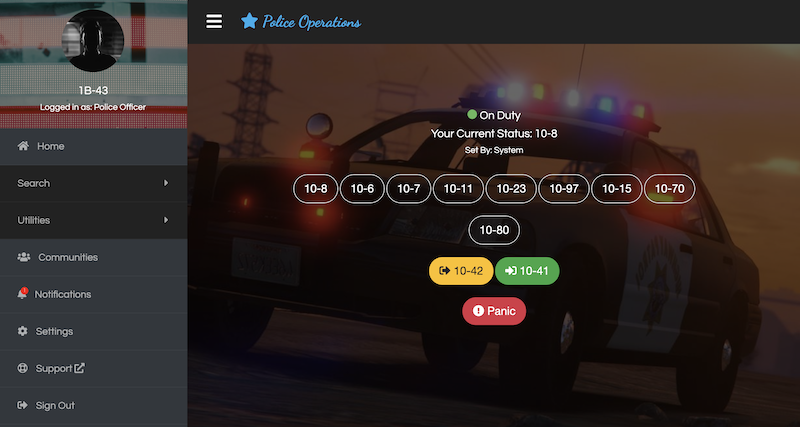 Police Operations
1B-43
Logged in as: Police Officer
Home
Search
Utilities
Communities
Notifications
Settings
Support
Sign Out
On Duty
Your Current Status: 10-8
Set By: System
10-8 10-6 10-7 10-11 10-23 10-97 10-15 10-70
10-80
10-42 10-41
Panic